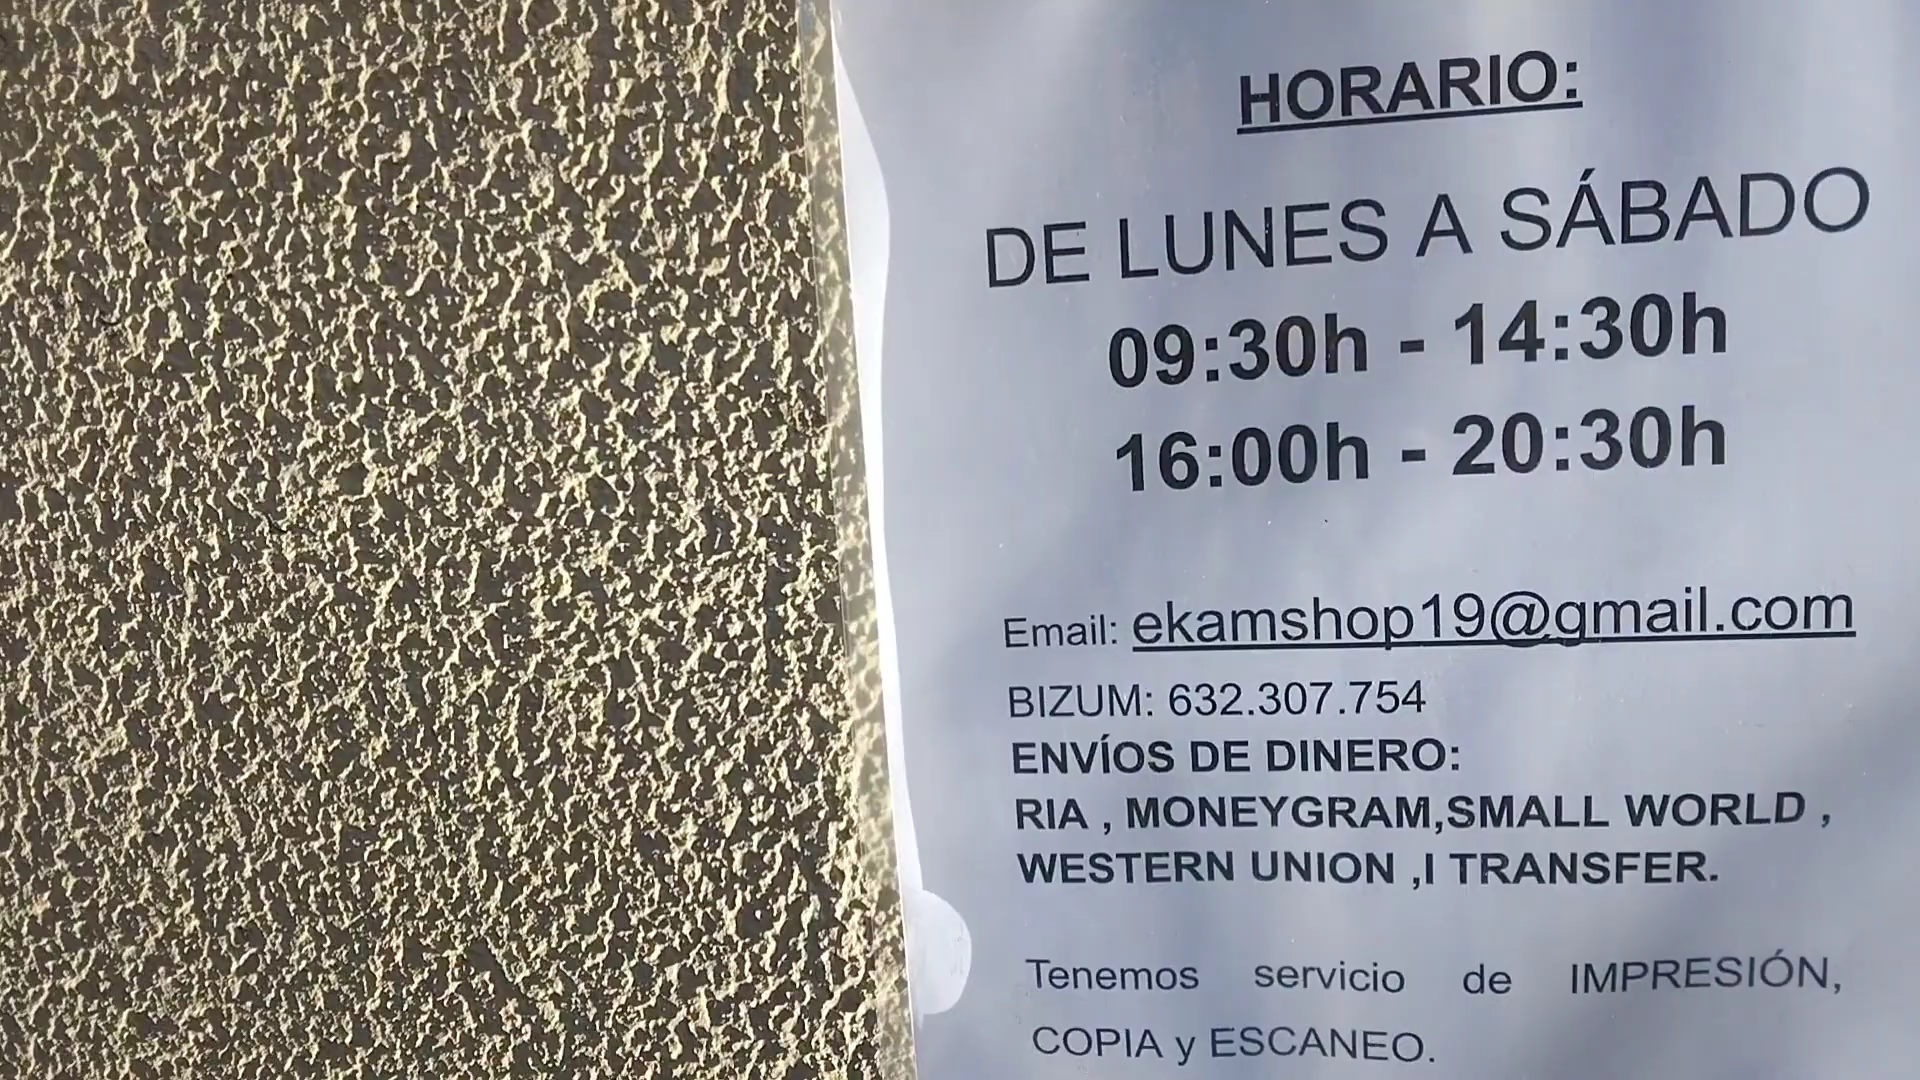 HORARIO:
DE LUNES A SÁBADO
09:30h - 14:30h
16:00h - 20:30h
Email: ekamshop19@gmail.com
BIZUM: 632.307.754
ENVÍOS DE DINERO:
RIA , MONEYGRAM,SMALL WORLD ,
WESTERN UNION ,I TRANSFER.
Tenemos servicio de IMPRESIÓN,
COPIA y ESCANEO.